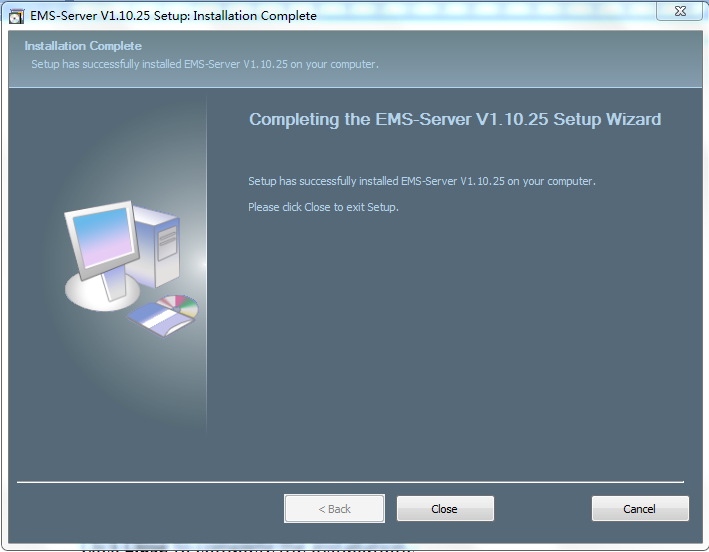 EMS-Server V1.10.25 Setup: Installation Complete
Installation Complete
Setup has successfully installed EMS-Server V1.10.25 on your computer.
Completing the EMS-Server V1.10.25 Setup Wizard
Setup has successfully installed EMS-Server V1.10.25 on your computer.
Please click Close to exit Setup.
< Back
Close
Cancel